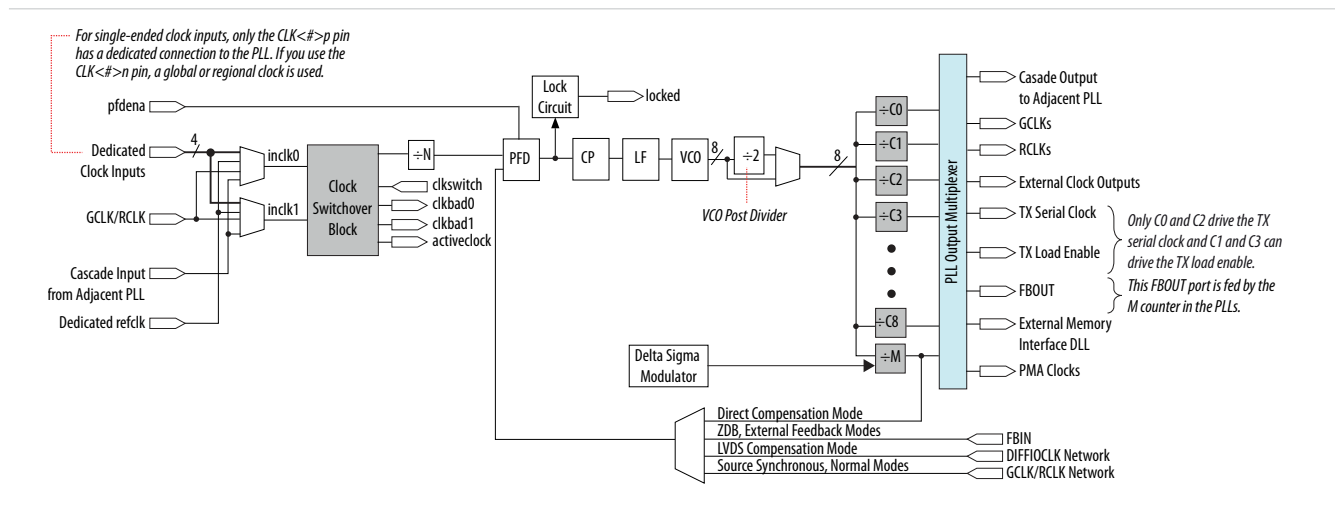 For single-ended clock inputs, only the CLK<#>p pin
has a dedicated connection to the PLL. If you use the
CLK<#>n pin, a global or regional clock is used.
pfdena
Dedicated
Clock Inputs
4
GCLK/RCLK
Cascade Input
from Adjacent PLL
Dedicated refclk
inclk0
inclk1
Clock
Switchover
Block
÷N
clkswitch
clkbad0
clkbad1
activeclock
PFD
Lock
Circuit
locked
CP
LF
VCO
8
÷2
VCO Post Divider
8
÷C0
÷C1
÷C2
÷C3
÷C8
÷M
Delta Sigma
Modulator
PLL Output Multiplexer
Casade Output
to Adjacent PLL
GCLKs
RCLKs
External Clock Outputs
TX Serial Clock
TX Load Enable
FBOUT
External Memory
Interface DLL
PMA Clocks
Only C0 and C2 drive the TX
serial clock and C1 and C3 can
drive the TX load enable.
This FBOUT port is fed by the
M counter in the PLLs.
Direct Compensation Mode
ZDB, External Feedback Modes
LVDS Compensation Mode
Source Synchronous, Normal Modes
FBIN
DIFFIOCLK Network
GCLK/RCLK Network